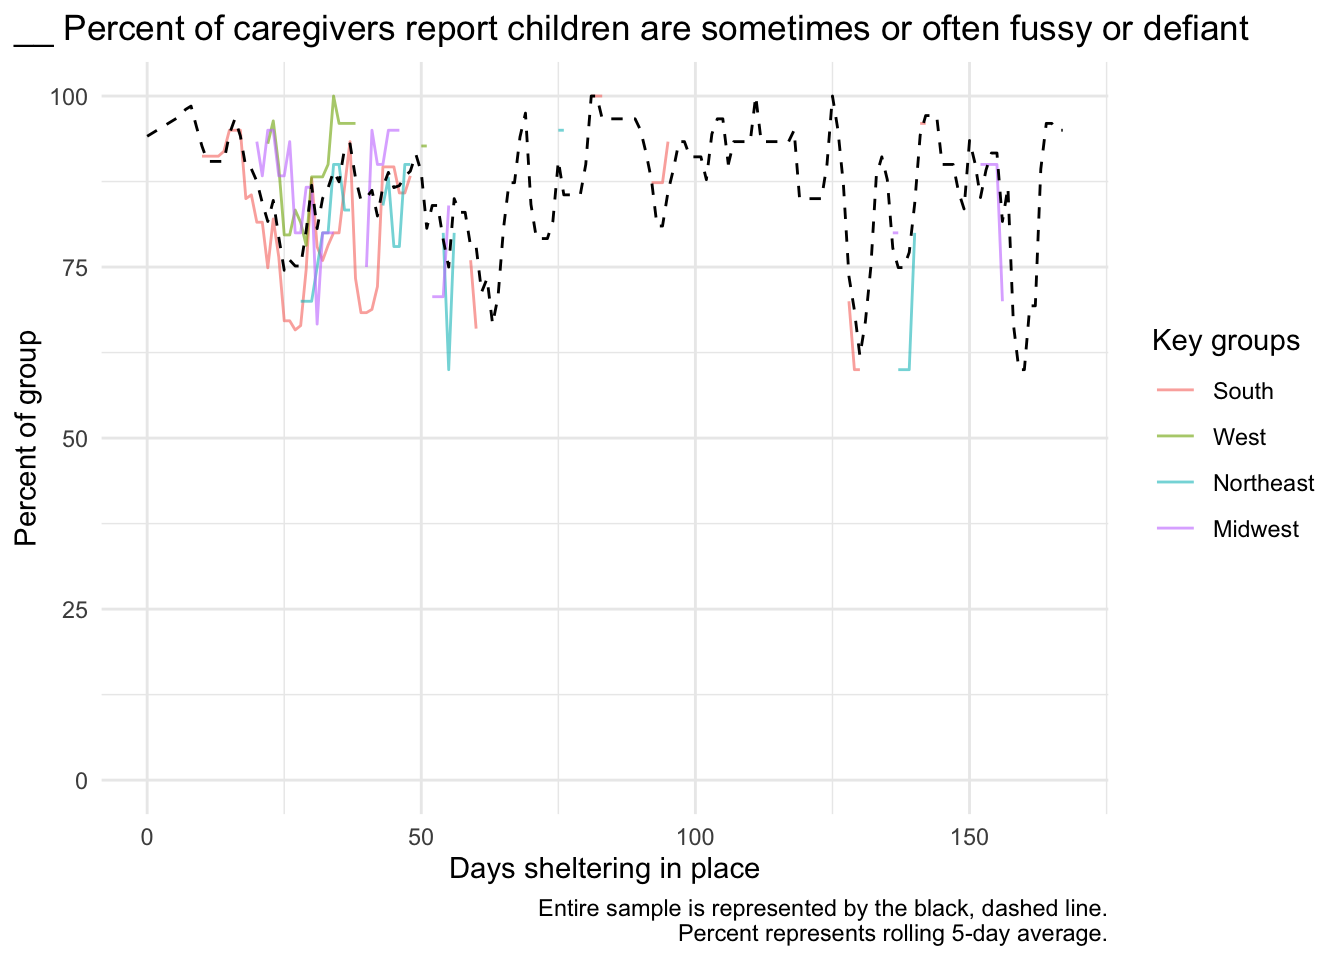 __ Percent of caregivers report children are sometimes or often fussy or defiant
100
75
50
25
0
Percent of group
0 50 100 150
Days sheltering in place
Key groups
South
West
Northeast
Midwest
Entire sample is represented by the black, dashed line.
Percent represents rolling 5-day average.